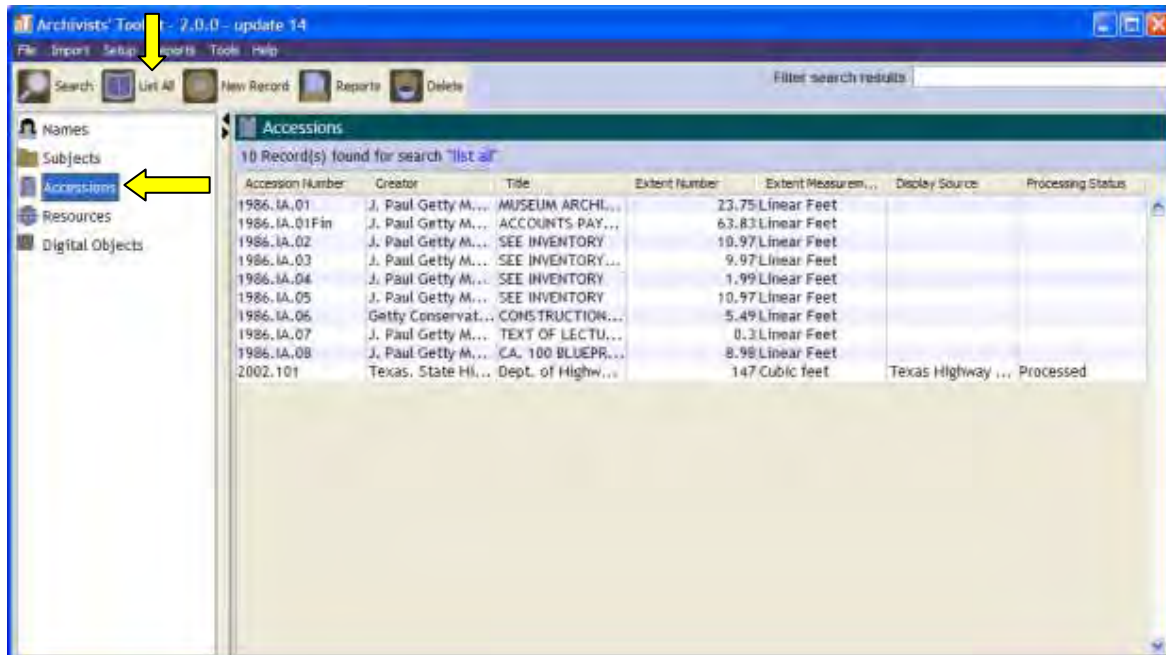 Archivists' Toolkit - 2.0.0 - update 14
File Import Setup Reports Tools Help
Search List All New Record Reports Delete Filter search results
Names
Subjects
Accessions
Resources
Digital Objects
Accessions
10 Record(s) found for search "list all"
Accession Number Creator Title Extent Number Extent Measurem... Display Source Processing Status
1986.IA.01 J. Paul Getty M... MUSEUM ARCHI... 23.75 Linear Feet
1986.IA.01Fin J. Paul Getty M... ACCOUNTS PAY... 63.83 Linear Feet
1986.IA.02 J. Paul Getty M... SEE INVENTORY 10.97 Linear Feet
1986.IA.03 J. Paul Getty M... SEE INVENTORY... 9.97 Linear Feet
1986.IA.04 J. Paul Getty M... SEE INVENTORY 1.99 Linear Feet
1986.IA.05 J. Paul Getty M... SEE INVENTORY 10.97 Linear Feet
1986.IA.06 Getty Conservat... CONSTRUCTION... 5.49 Linear Feet
1986.IA.07 J. Paul Getty M... TEXT OF LECTU... 0.3 Linear Feet
1986.IA.08 J. Paul Getty M... CA. 100 BLUEPR... 8.98 Linear Feet
2002.101 Texas. State Hi... Dept. of Highw... 147 Cubic feet Texas Highway ... Processed